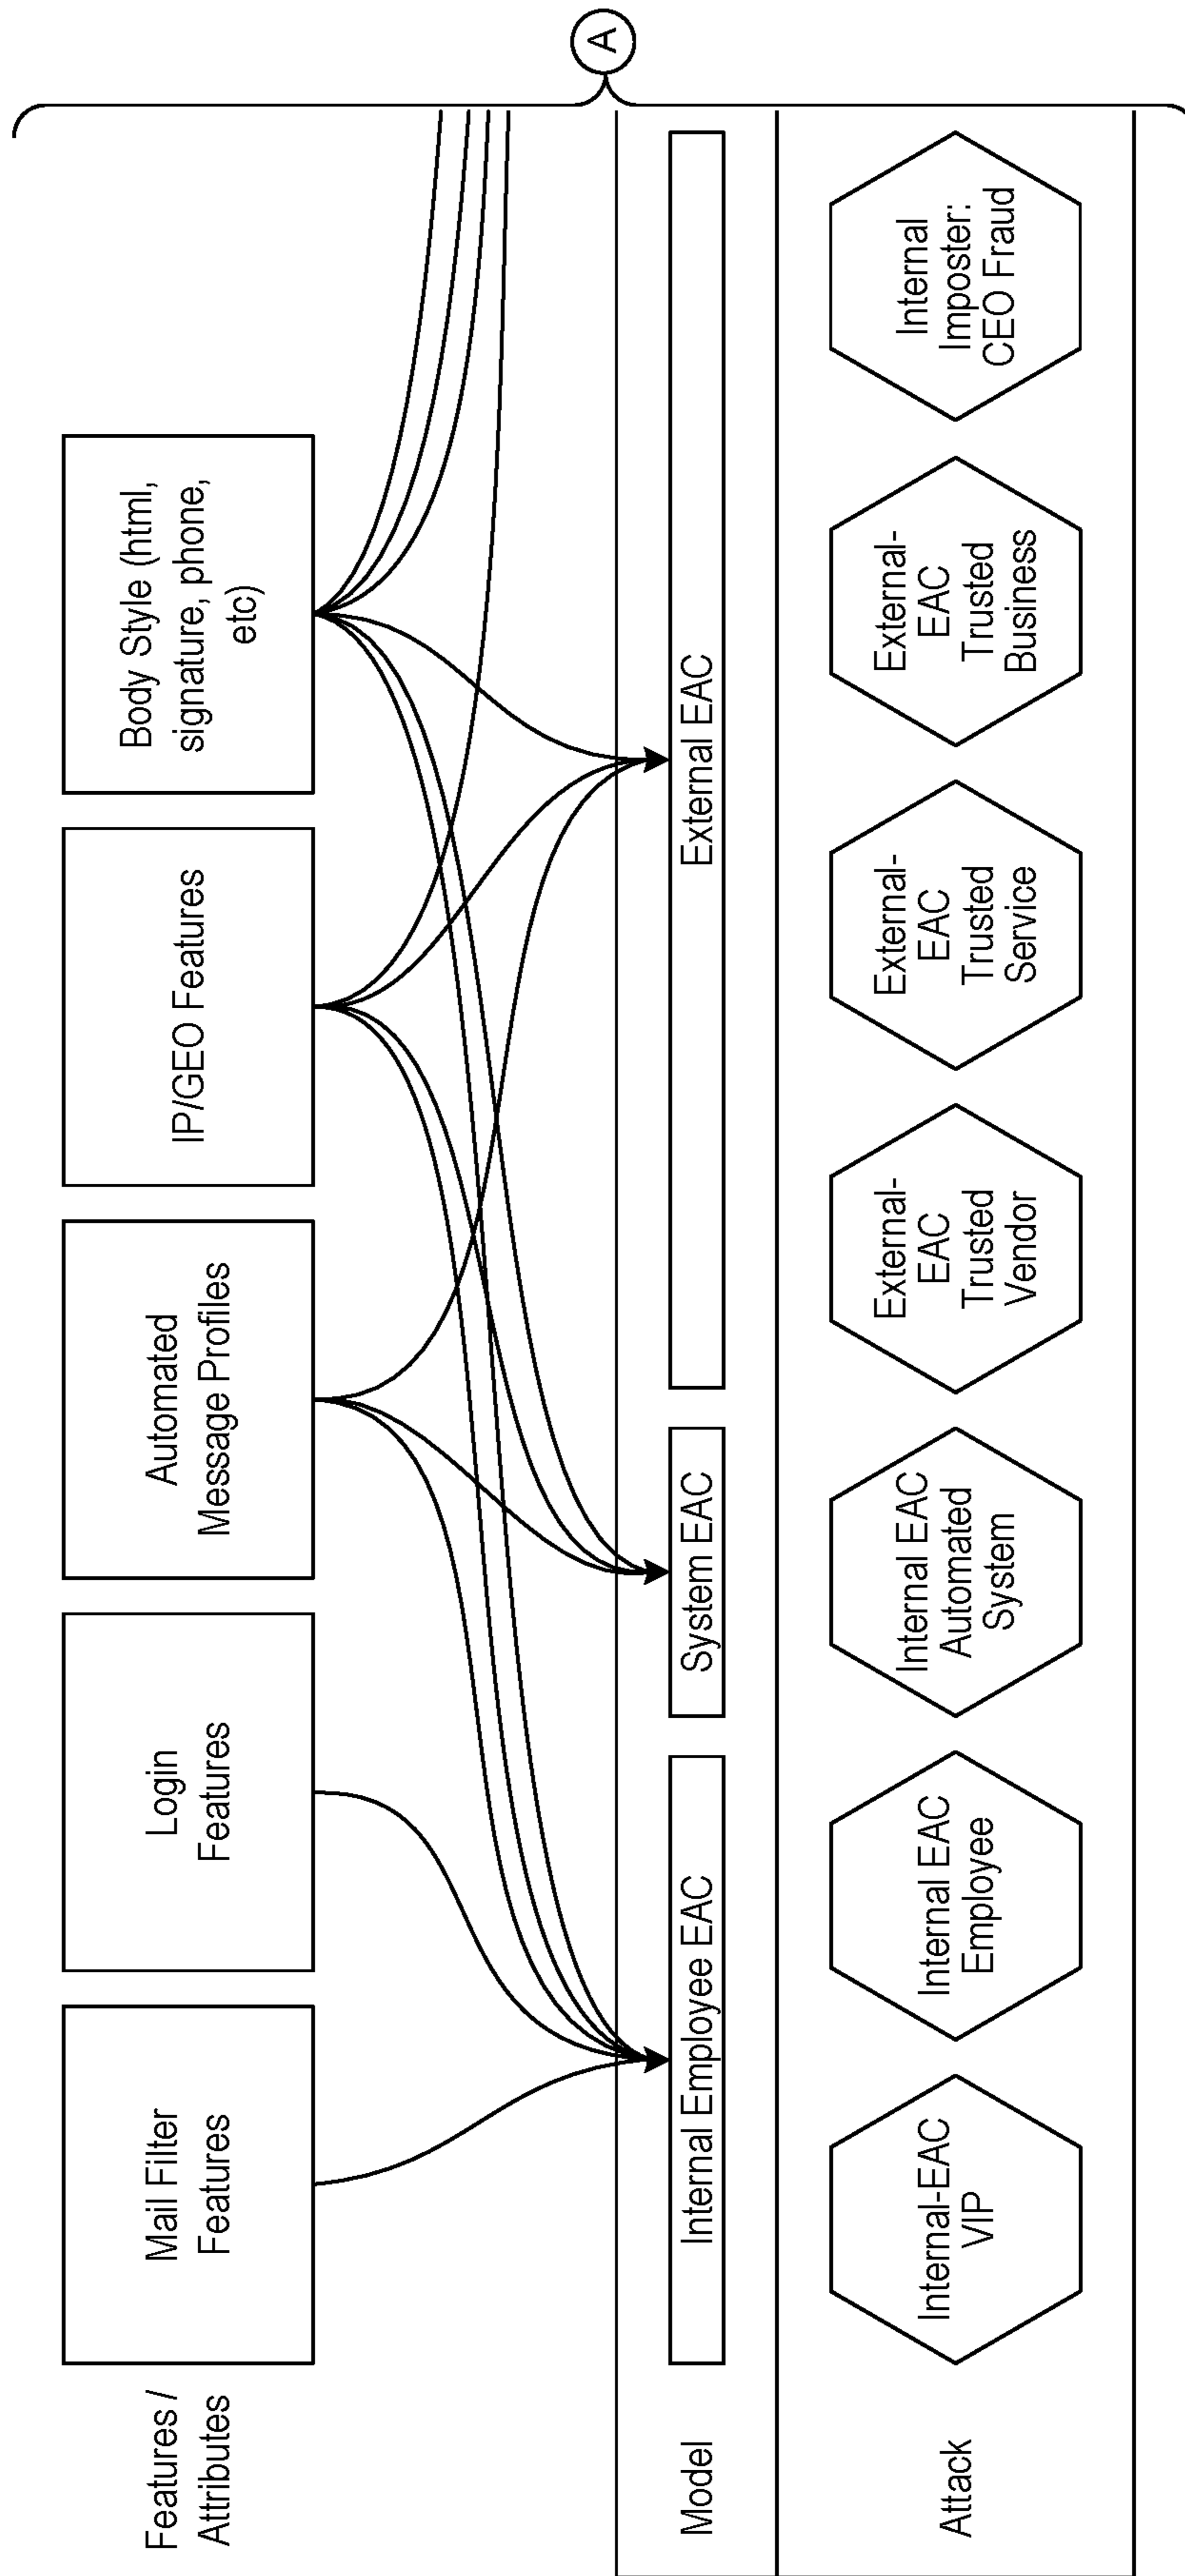 Features /
Attributes
Mail Filter
Features
Login
Features
Automated
Message Profiles
IP/GEO Features
Body Style (html,
signature, phone,
etc)
A
Model
Internal Employee EAC
System EAC
External EAC
Attack
Internal-EAC
VIP
Internal EAC
Employee
Internal EAC
Automated
System
External-
EAC
Trusted
Vendor
External-
EAC
Trusted
Service
External-
EAC
Trusted
Business
Internal
Imposter:
CEO Fraud